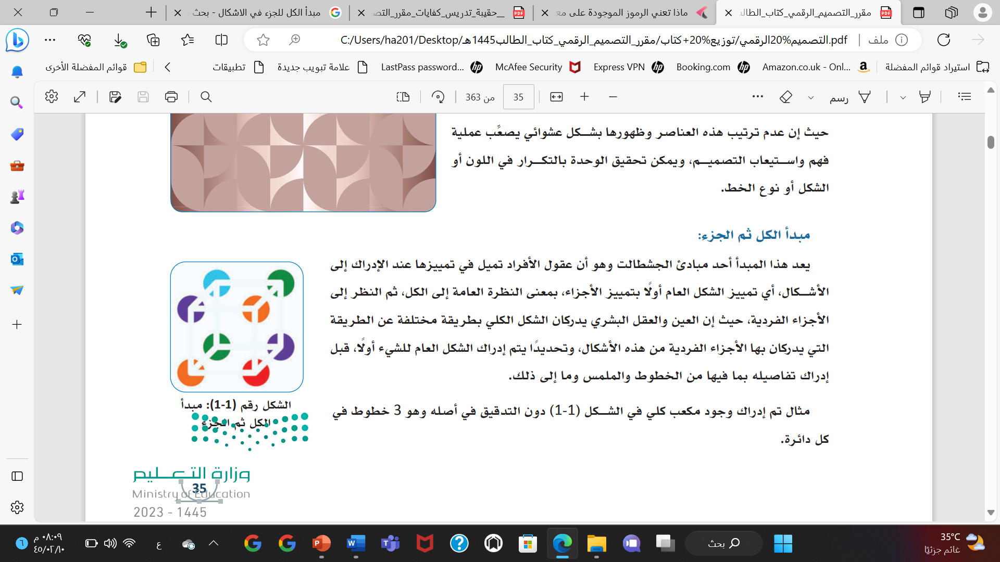 مقرر_التصميم_الرقمي_كتاب_الطالب
ماذا تعني الرموز الموجودة على
__حقيبة_تدريس_كفايات_مقرر_التص
مبدأ الكل للجزء في الاشكال - بحث
ملف
C:/Users/ha201/Desktop/التصميم%20الرقمي/توزيع%20+كتاب/مقرر_التصميم_الرقمي_كتاب_الطالب1445هـ.pdf
استيراد قوائم المفضلة
Amazon.co.uk - Onl...
Booking.com
Express VPN
McAfee Security
LastPass password...
علامة تبويب جديدة
تطبيقات
قوائم المفضلة الأخرى
رسم
35
من 363
حيث إن عدم ترتيب هذه العناصر وظهورها بشكل عشوائي يصعِّب عملية
فهم واستيعاب التصميم، ويمكن تحقيق الوحدة بالتكرار في اللون أو
الشكل أو نوع الخط.
مبدأ الكل ثم الجزء:
يعد هذا المبدأ أحد مبادئ الجشطالت وهو أن عقول الأفراد تميل في تمييزها عند الإدراك إلى
الأشكال، أي تمييز الشكل العام أولًا بتمييز الأجزاء، بمعنى النظرة العامة إلى الكل، ثم النظر إلى
الأجزاء الفردية، حيث إن العين والعقل البشري يدركان الشكل الكلي بطريقة مختلفة عن الطريقة
التي يدركان بها الأجزاء الفردية من هذه الأشكال، وتحديدًا يتم إدراك الشكل العام للشيء أولًا، قبل
إدراك تفاصيله بما فيها من الخطوط والملمس وما إلى ذلك.
مثال تم إدراك وجود مكعب كلي في الشكل (1-1) دون التدقيق في أصله وهو 3 خطوط في
كل دائرة.
الشكل رقم (1-1): مبدأ
الكل ثم الجزء
وزارة التعليم
35
Ministry of Education
2023 - 1445
35°C
غائم جزئيًا
بحث
ع
٠٨:٠٩ م
٤٥/٠٢/١٠
٦